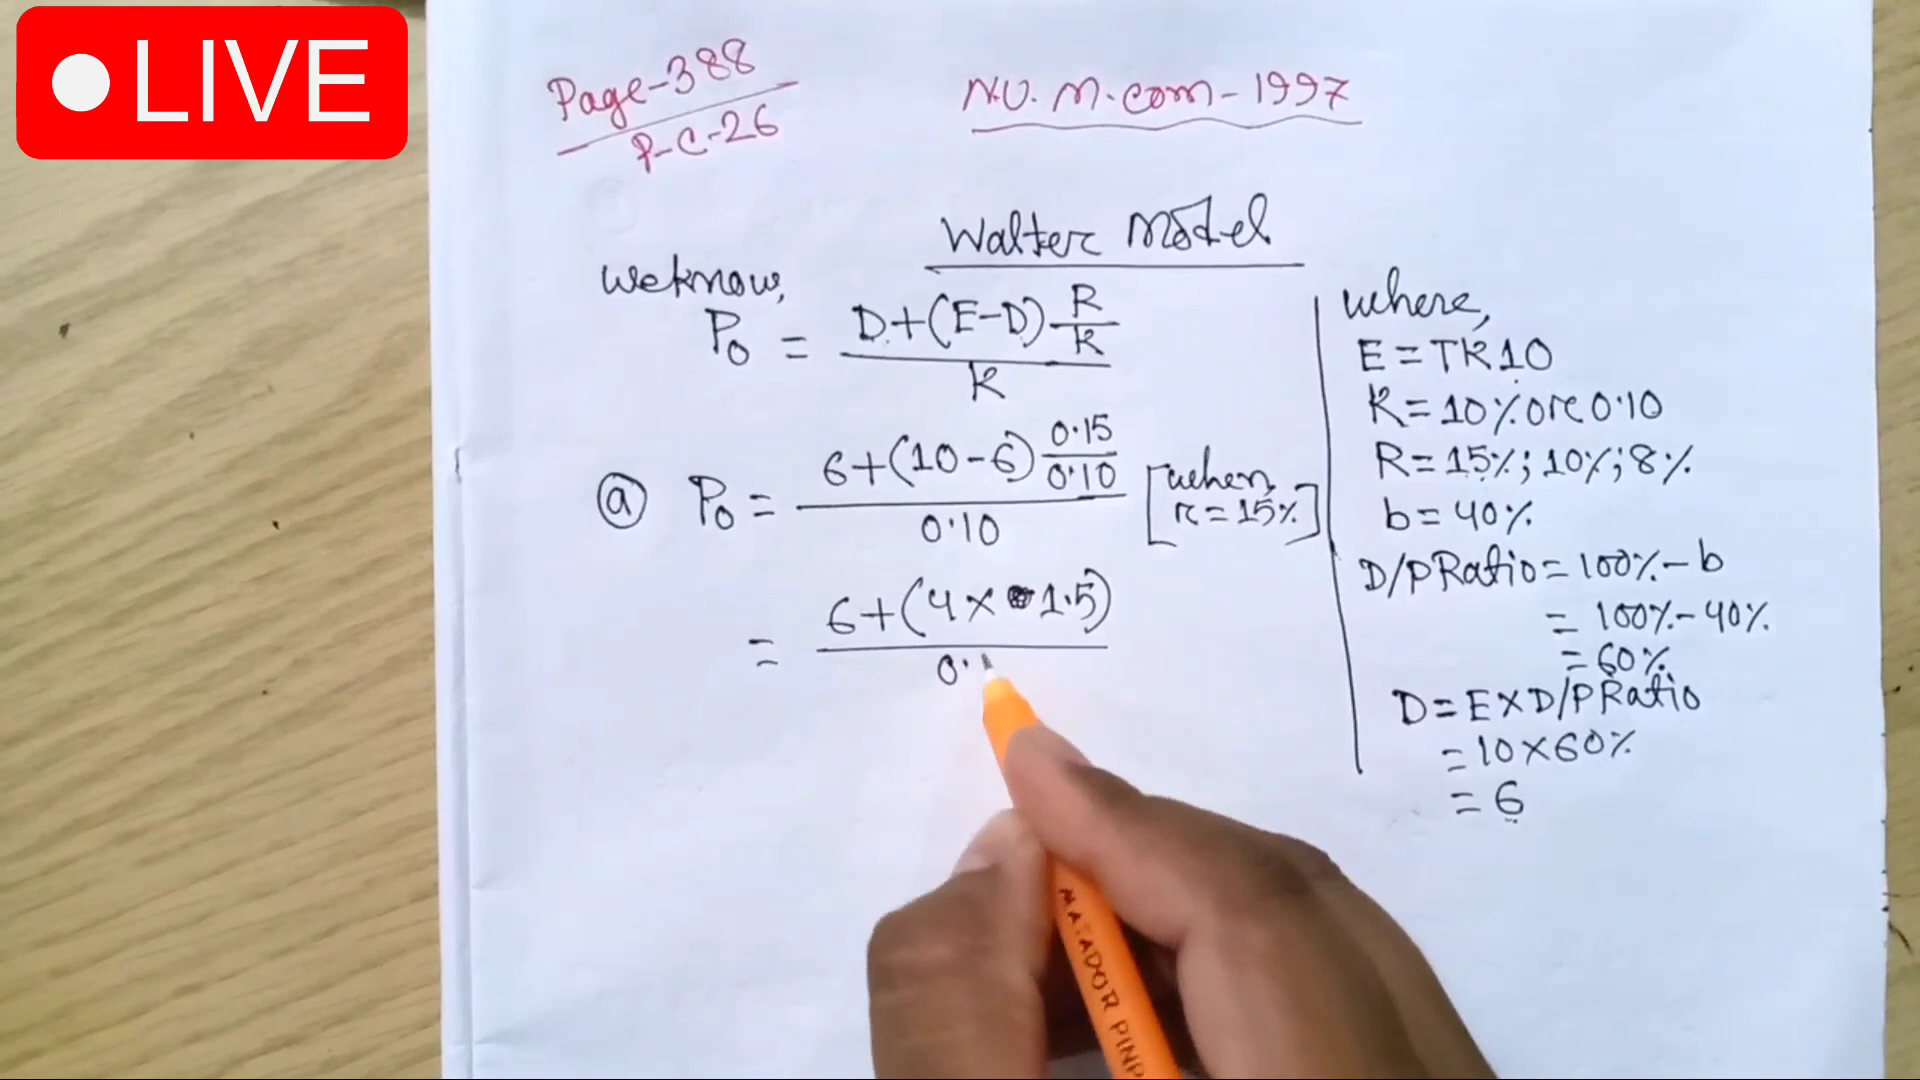 LIVE
Page-388
P-C-26
N.U. M.com-1997
Walter Model
we know,
P₀ = (D+(E-D) R/K) / K
ⓐ P₀ = (6+(10-6) 0.15/0.10) / 0.10 [when, r=15%]
= (6+(4×1.5)) / 0.
where,
E = TK10
K = 10% or 0.10
R = 15%; 10%; 8%
b = 40%
D/P Ratio = 100% - b
= 100% - 40%
= 60%
D = E×D/P Ratio
= 10×60%
= 6
MATADOR PINP